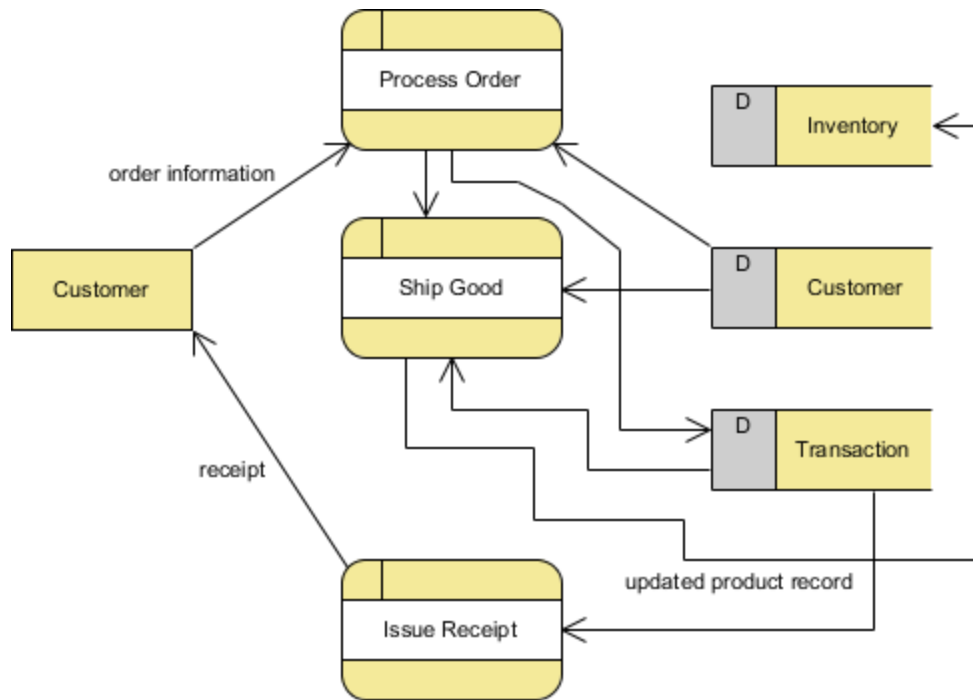 Process Order
D
Inventory
order information
D
Customer
Customer
Ship Good
D
Transaction
receipt
updated product record
Issue Receipt